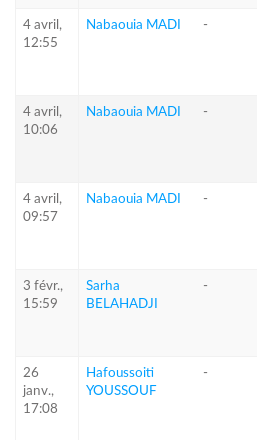 4 avril, Nabaouia MADI -
12:55
4 avril, Nabaouia MADI -
10:06
4 avril, Nabaouia MADI -
09:57
3 févr., Sarha -
15:59 BELAHADJI
26 Hafoussoiti -
janv., YOUSSOUF
17:08